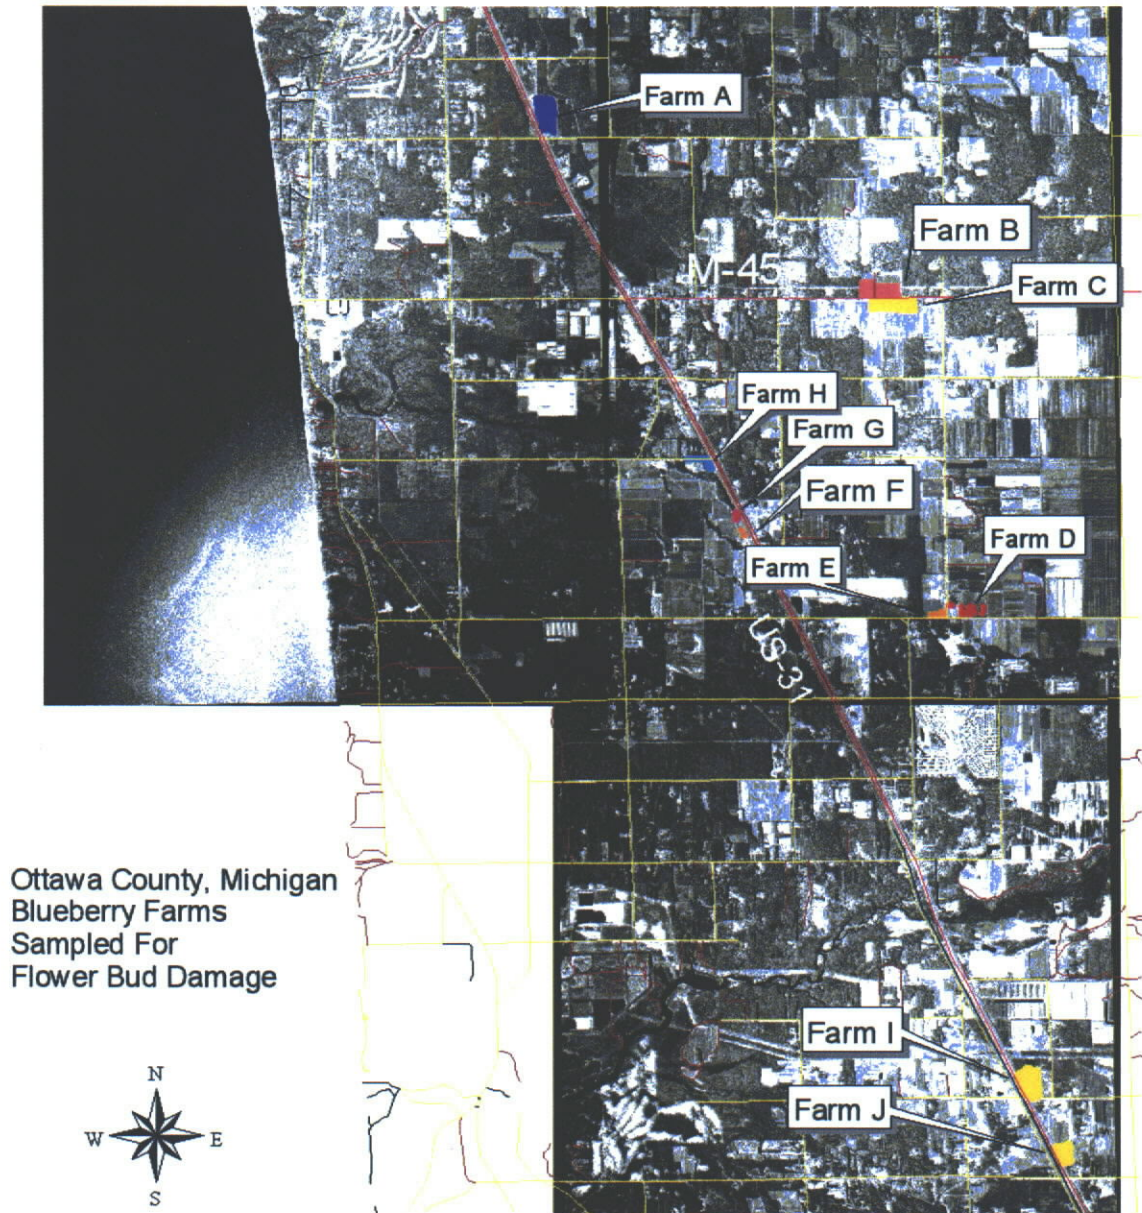 Farm A
Farm B
M-45
Farm C
Farm H
Farm G
Farm F
Farm D
Farm E
US-31
Ottawa County, Michigan
Blueberry Farms
Sampled For
Flower Bud Damage
Farm I
Farm J
N
W E
S